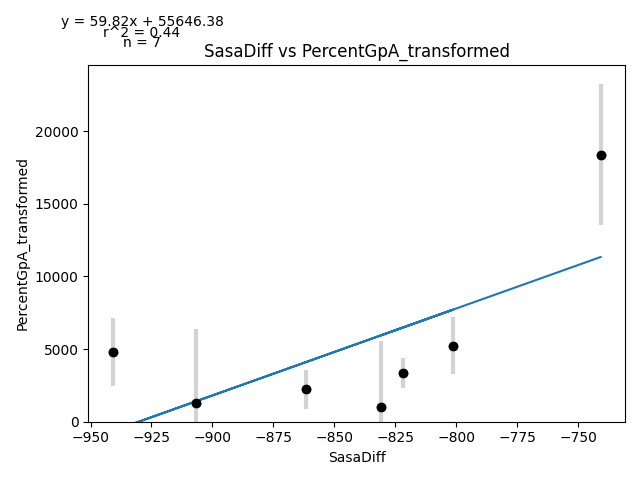 y = 59.82x + 55646.38
r^2 = 0.44
n = 7
SasaDiff vs PercentGpA_transformed
PercentGpA_transformed
20000
15000
10000
5000
0
−950
−925
−900
−875
−850
−825
−800
−775
−750
SasaDiff